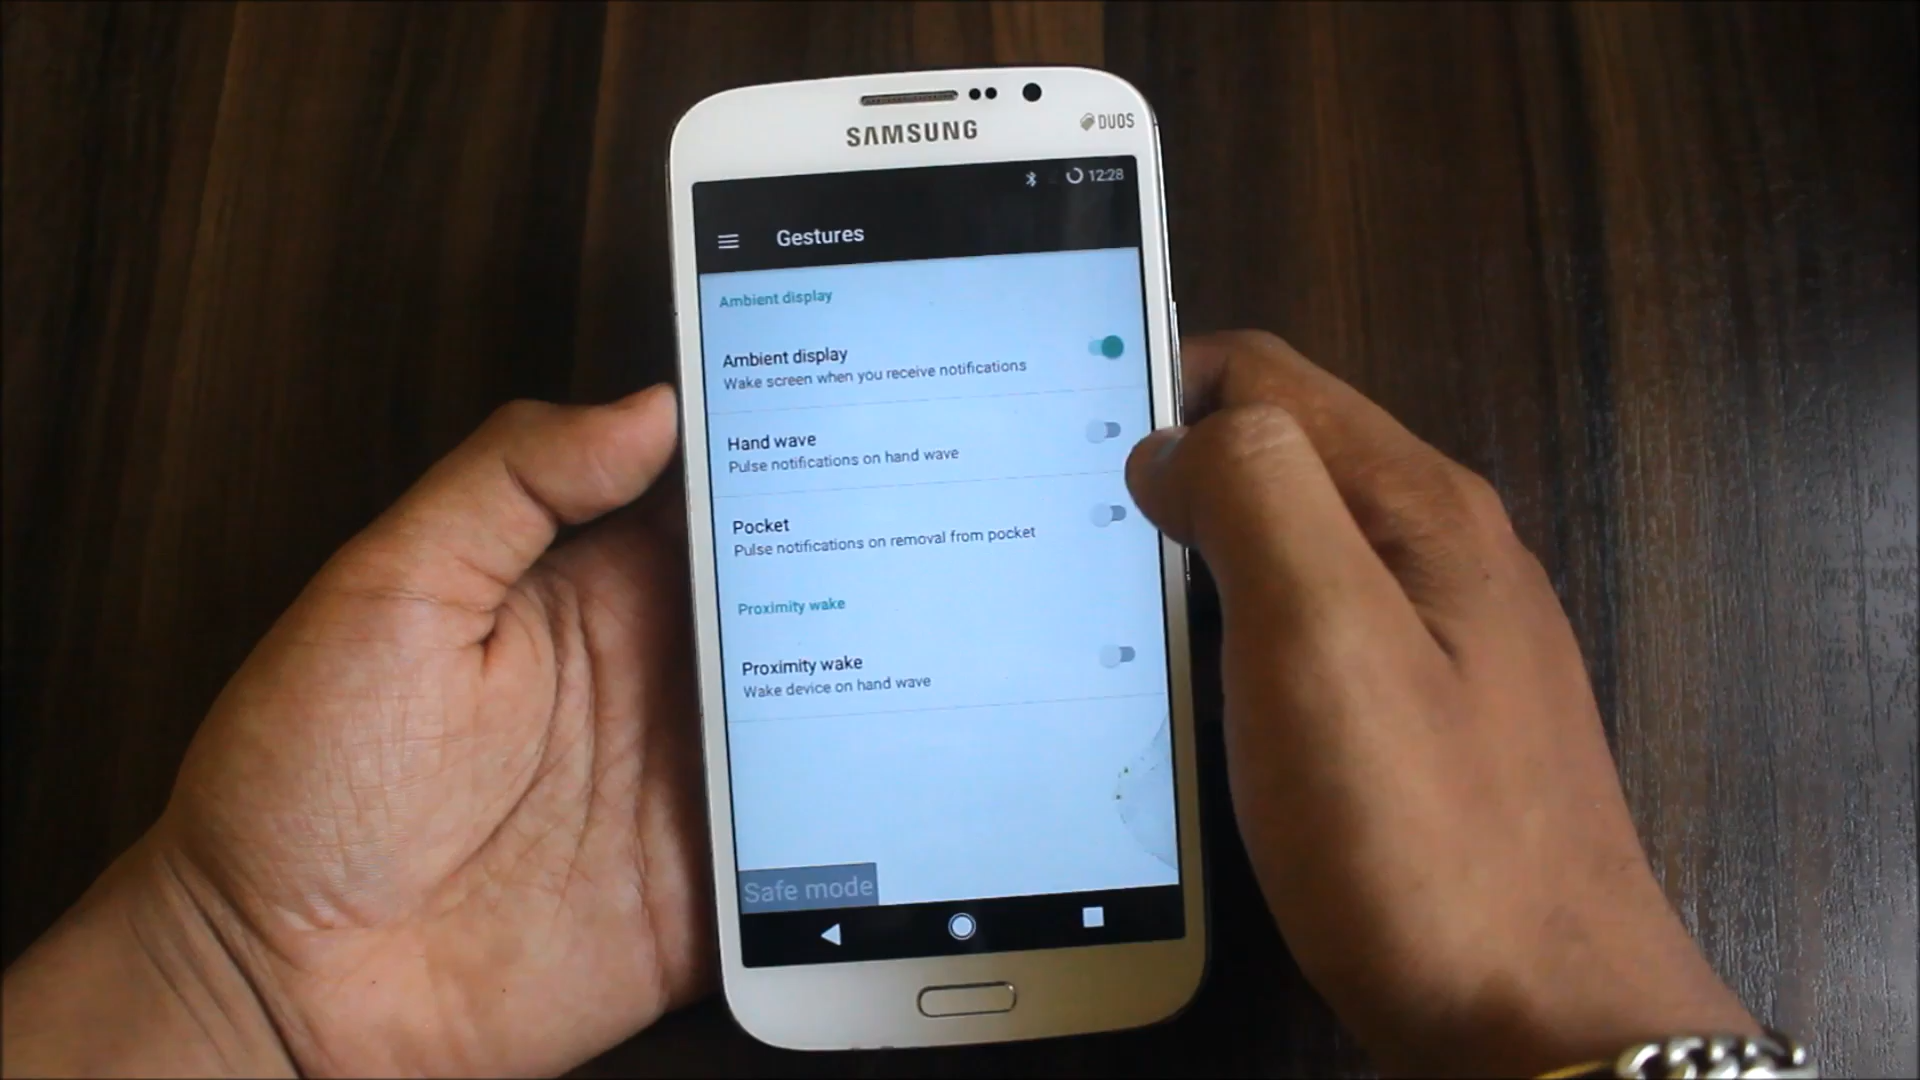 SAMSUNG
DUOS
12:28
Gestures
Ambient display
Ambient display
Wake screen when you receive notifications
Hand wave
Pulse notifications on hand wave
Pocket
Pulse notifications on removal from pocket
Proximity wake
Proximity wake
Wake device on hand wave
Safe mode